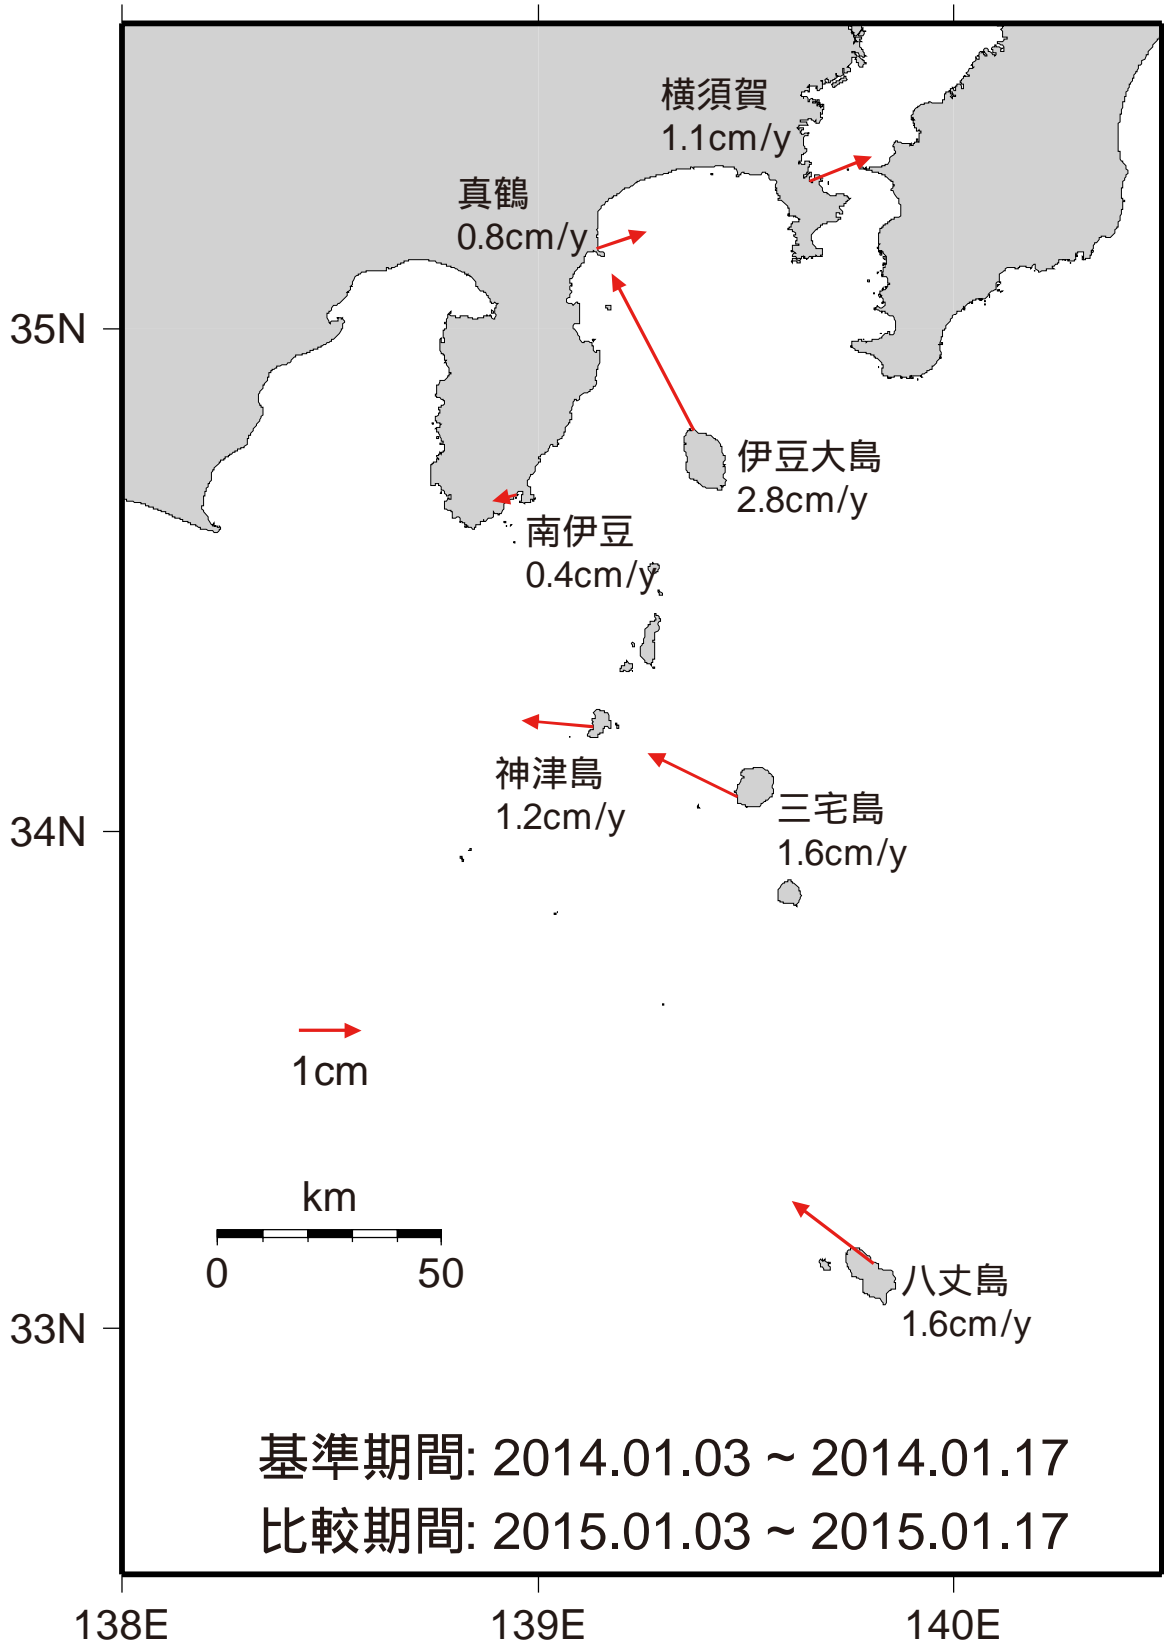 横須賀
1.1cm/y
真鶴
0.8cm/y
35N
伊豆大島
2.8cm/y
南伊豆
0.4cm/y
神津島
1.2cm/y
三宅島
1.6cm/y
34N
1cm
km
0 50
八丈島
1.6cm/y
33N
基準期間: 2014.01.03 ~ 2014.01.17
比較期間: 2015.01.03 ~ 2015.01.17
138E 139E 140E